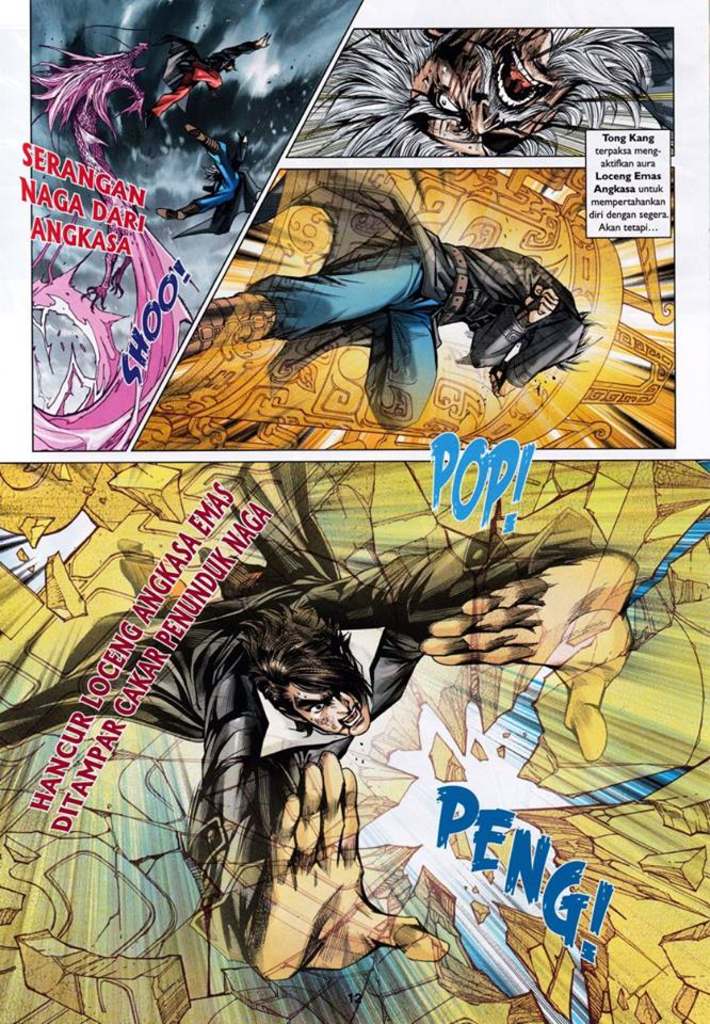 SERANGAN
NAGA DARI
ANGKASA
SHOO!
Tong Kang
terpaksa meng-
aktifkan aura
Loceng Emas
Angkasa untuk
mempertahankan
diri dengan segera.
Akan tetapi...
POP!
HANCUR LOCENG ANGKASA EMAS
DITAMPAR CAKAR PENUNDUK NAGA
PENG!
12